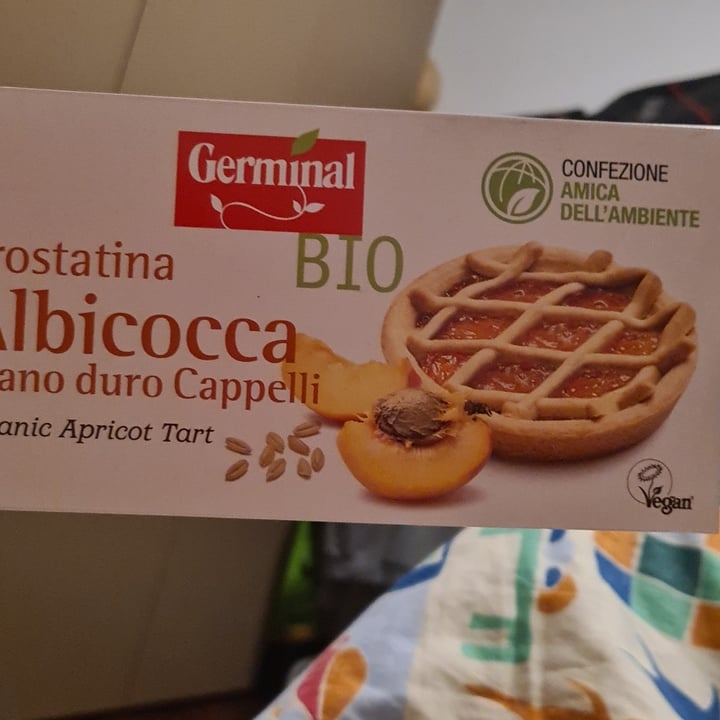 Germinal
BIO
CONFEZIONE
AMICA
DELL'AMBIENTE
rostatina
Albicocca
ano duro Cappelli
anic Apricot Tart
Vegan